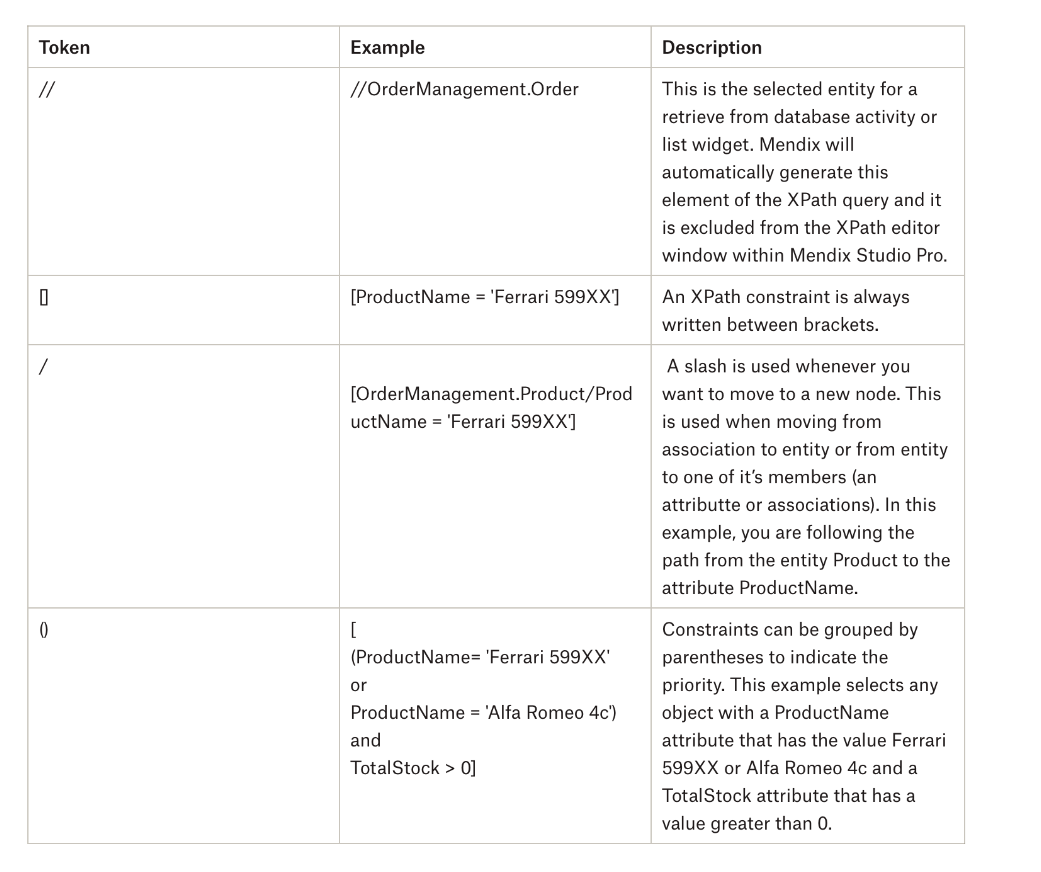 Token
Example
Description
//
//OrderManagement.Order
This is the selected entity for a
retrieve from database activity or
list widget. Mendix will
automatically generate this
element of the XPath query and it
is excluded from the XPath editor
window within Mendix Studio Pro.
[]
[ProductName = 'Ferrari 599XX']
An XPath constraint is always
written between brackets.
/
[OrderManagement.Product/Prod
uctName = 'Ferrari 599XX']
A slash is used whenever you
want to move to a new node. This
is used when moving from
association to entity or from entity
to one of it’s members (an
attributte or associations). In this
example, you are following the
path from the entity Product to the
attribute ProductName.
()
[
(ProductName= 'Ferrari 599XX'
or
ProductName = 'Alfa Romeo 4c')
and
TotalStock > 0]
Constraints can be grouped by
parentheses to indicate the
priority. This example selects any
object with a ProductName
attribute that has the value Ferrari
599XX or Alfa Romeo 4c and a
TotalStock attribute that has a
value greater than 0.